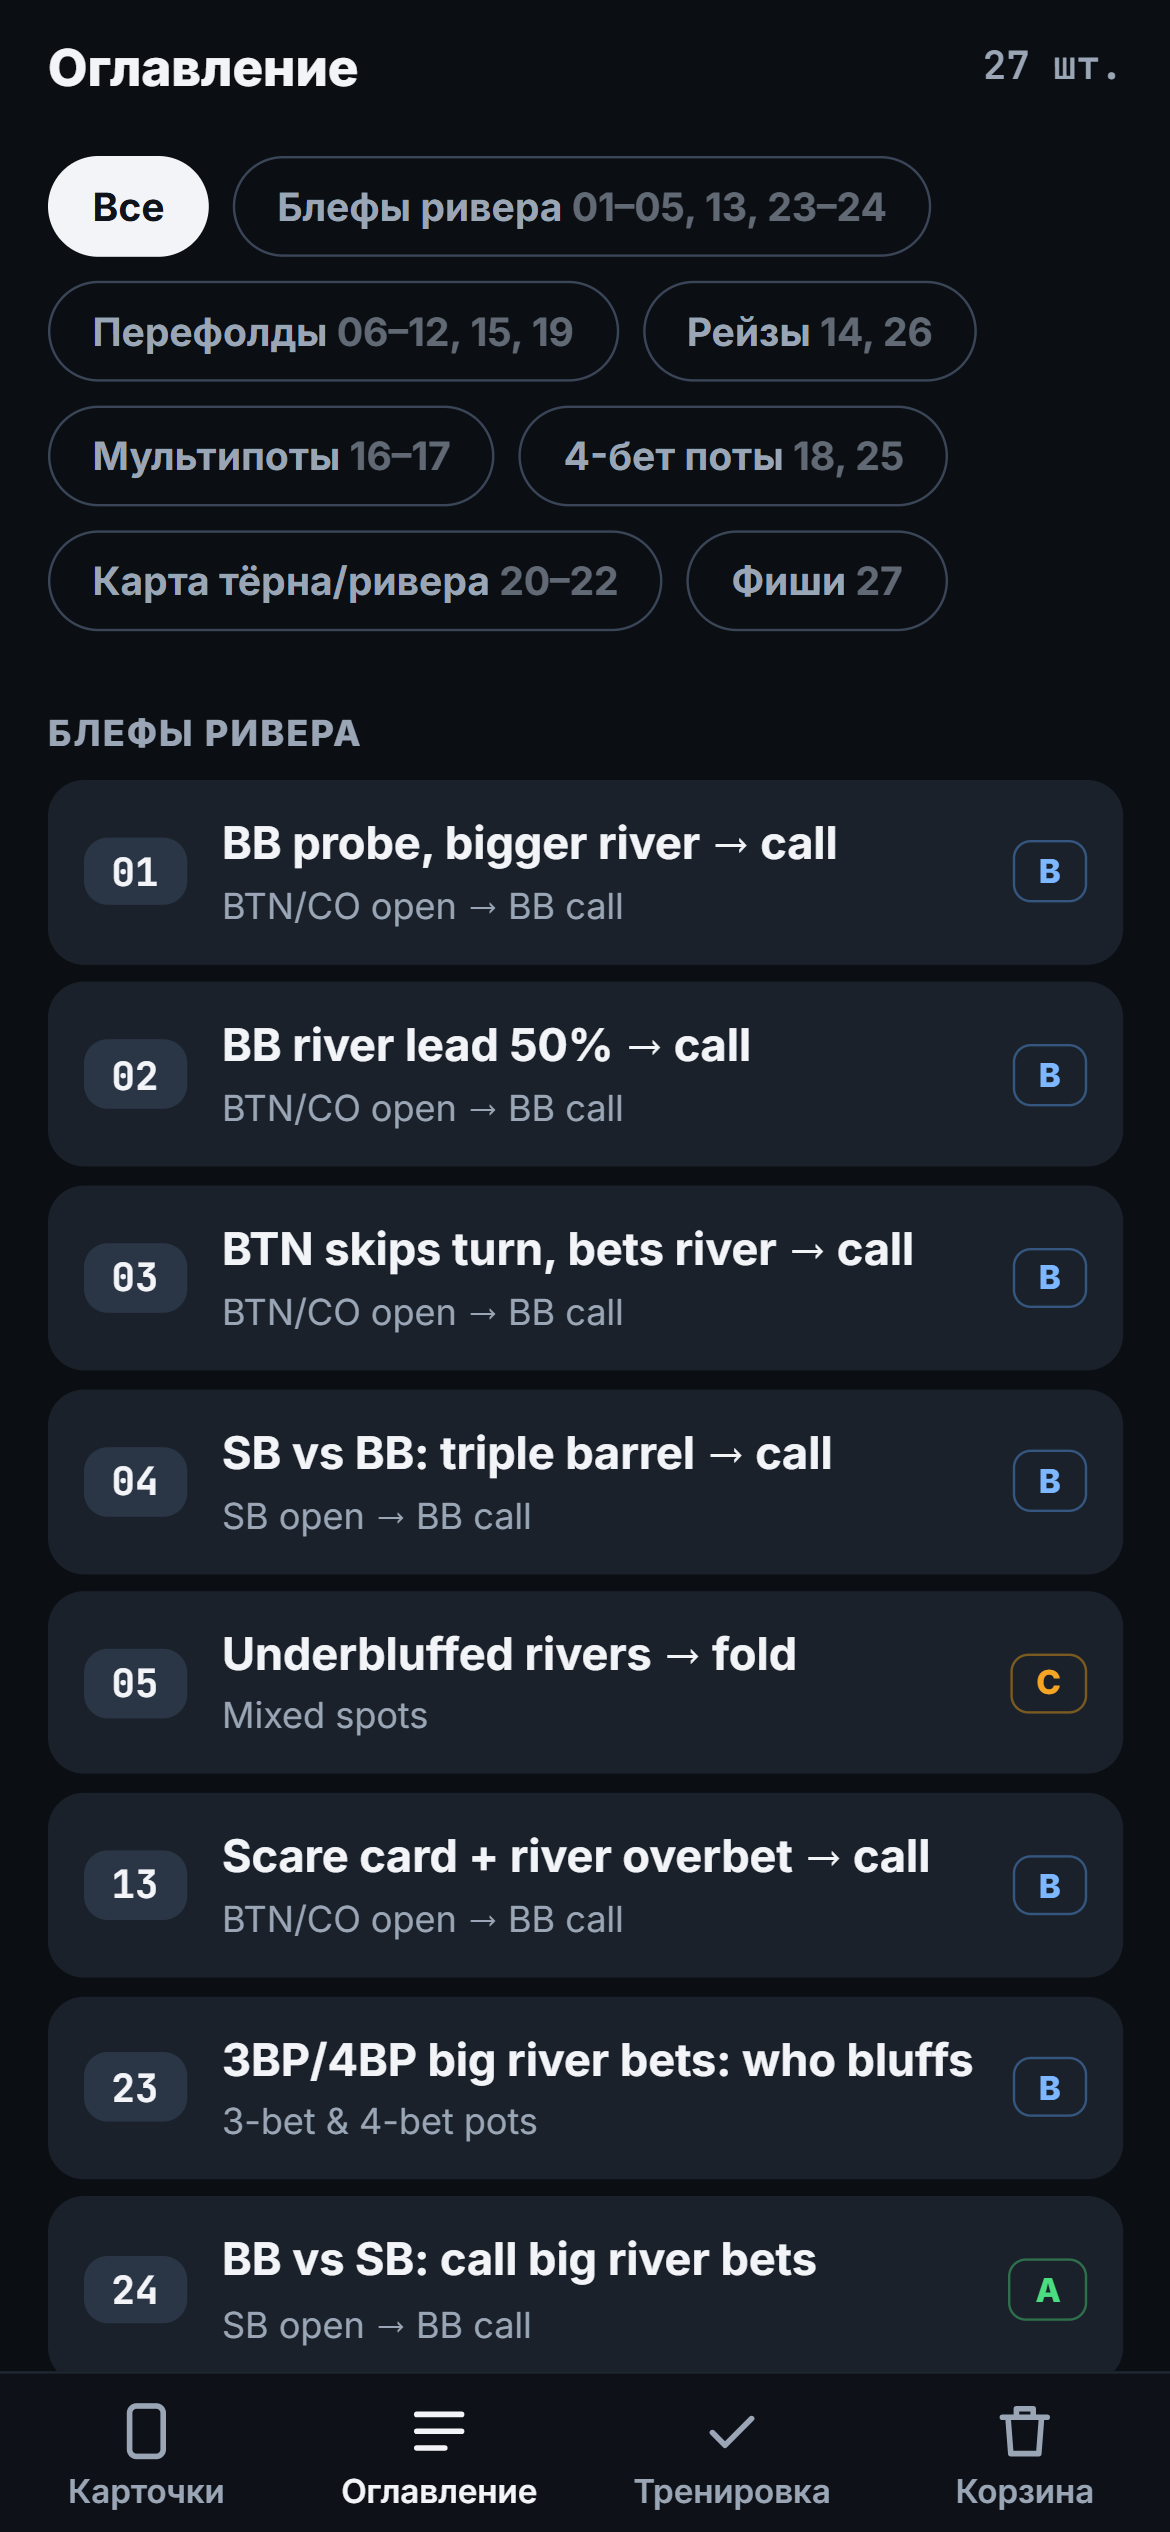 Оглавление
27 шт.
Все
Блефы ривера 01–05, 13, 23–24
Перефолды 06–12, 15, 19
Рейзы 14, 26
Мультипоты 16–17
4-бет поты 18, 25
Карта тёрна/ривера 20–22
Фиши 27
БЛЕФЫ РИВЕРА
01
BB probe, bigger river → call
BTN/CO open → BB call
B
02
BB river lead 50% → call
BTN/CO open → BB call
B
03
BTN skips turn, bets river → call
BTN/CO open → BB call
B
04
SB vs BB: triple barrel → call
SB open → BB call
B
05
Underbluffed rivers → fold
Mixed spots
C
13
Scare card + river overbet → call
BTN/CO open → BB call
B
23
3BP/4BP big river bets: who bluffs
3-bet & 4-bet pots
B
24
BB vs SB: call big river bets
SB open → BB call
A
Карточки
Оглавление
Тренировка
Корзина